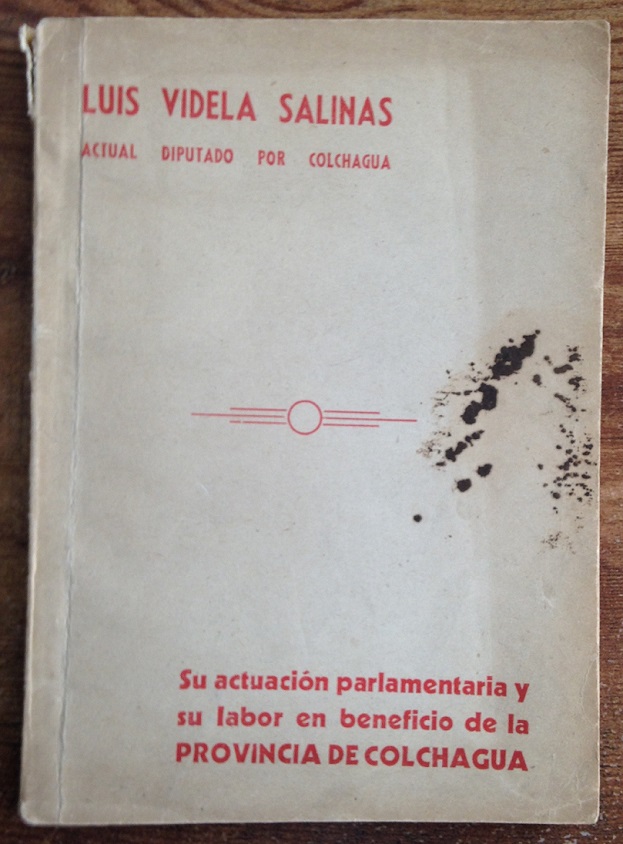 LUIS VIDELA SALINAS
ACTUAL DIPUTADO POR COLCHAGUA
Su actuación parlamentaria y
su labor en beneficio de la
PROVINCIA DE COLCHAGUA